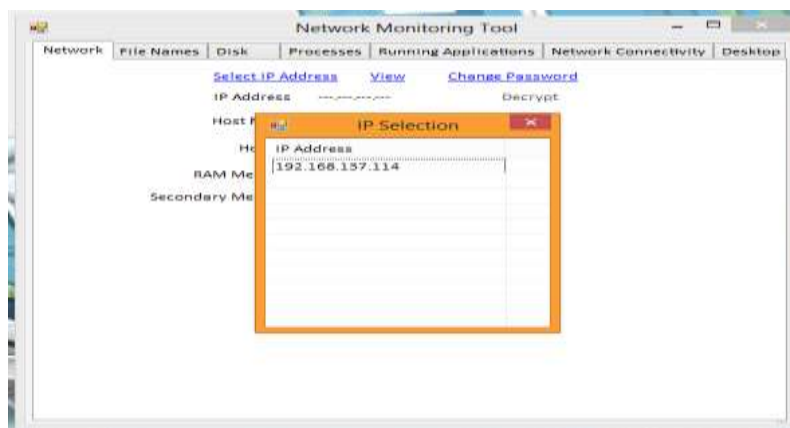 Network Monitoring Tool
Network File Names Disk Processes Running Applications Network Connectivity Desktop
Select IP Address View Change Password
IP Address ---.---.---.--- Decrypt
Host
IP Selection
IP Address
192.168.157.114
RAM Me
Secondary Me